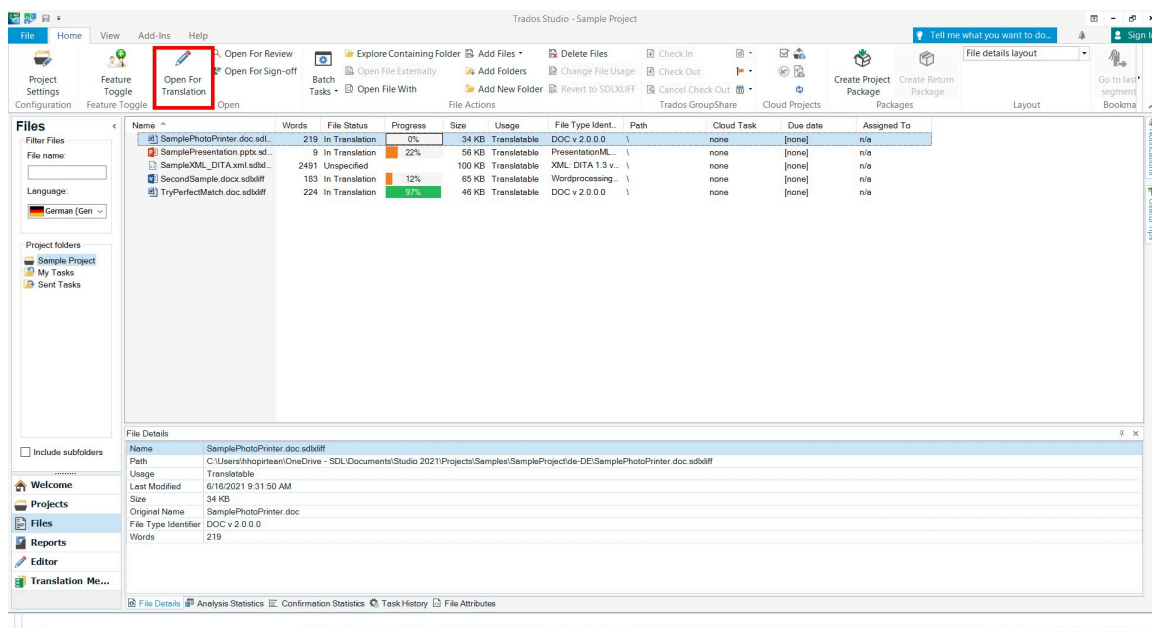 Trados Studio - Sample Project
File Home View Add-Ins Help
Tell me what you want to do...
Sign In
Project Settings
Configuration
Feature Toggle
Feature Toggle
Open For Translation
Open For Review
Open For Sign-off
Open
Batch Tasks
Explore Containing Folder
Open File Externally
Open File With
Add Files
Add Folders
Add New Folder
Delete Files
Change File Usage
Revert to SDLXLIFF
File Actions
Check In
Check Out
Cancel Check Out
Trados GroupShare
Cloud Projects
Create Project Package
Create Return Package
Packages
File details layout
Layout
Go to last segment
Bookma
Files
Filter Files
File name:
Language:
German (Gen
Project folders
Sample Project
My Tasks
Sent Tasks
Include subfolders
Welcome
Projects
Files
Reports
Editor
Translation Me...
Name Words File Status Progress Size Usage File Type Ident... Path Cloud Task Due date Assigned To
SamplePhotoPrinter.doc.sdl... 219 In Translation 0% 34 KB Translatable DOC v 2.0.0.0 \ none [none] n/a
SamplePresentation.pptx.sd... 9 In Translation 22% 56 KB Translatable PresentationML... \ none [none] n/a
SampleXML_DITA.xml.sdlxl... 2491 Unspecified 100 KB Translatable XML: DITA 1.3 v... \ none [none] n/a
SecondSample.docx.sdlxliff 183 In Translation 12% 65 KB Translatable Wordprocessing... \ none [none] n/a
TryPerfectMatch.doc.sdlxliff 224 In Translation 97% 46 KB Translatable DOC v 2.0.0.0 \ none [none] n/a
File Details
Name SamplePhotoPrinter.doc.sdlxliff
Path C:\Users\hhopirtean\OneDrive - SDL\Documents\Studio 2021\Projects\Samples\SampleProject\de-DE\SamplePhotoPrinter.doc.sdlxliff
Usage Translatable
Last Modified 6/16/2021 9:31:50 AM
Size 34 KB
Original Name SamplePhotoPrinter.doc
File Type Identifier DOC v 2.0.0.0
Words 219
File Details Analysis Statistics Confirmation Statistics Task History File Attributes